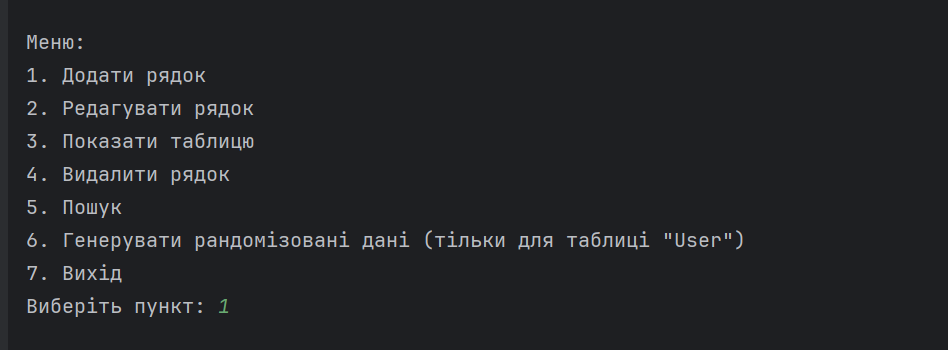 Меню:
1. Додати рядок
2. Редагувати рядок
3. Показати таблицю
4. Видалити рядок
5. Пошук
6. Генерувати рандомізовані дані (тільки для таблиці "User")
7. Вихід
Виберіть пункт: 1